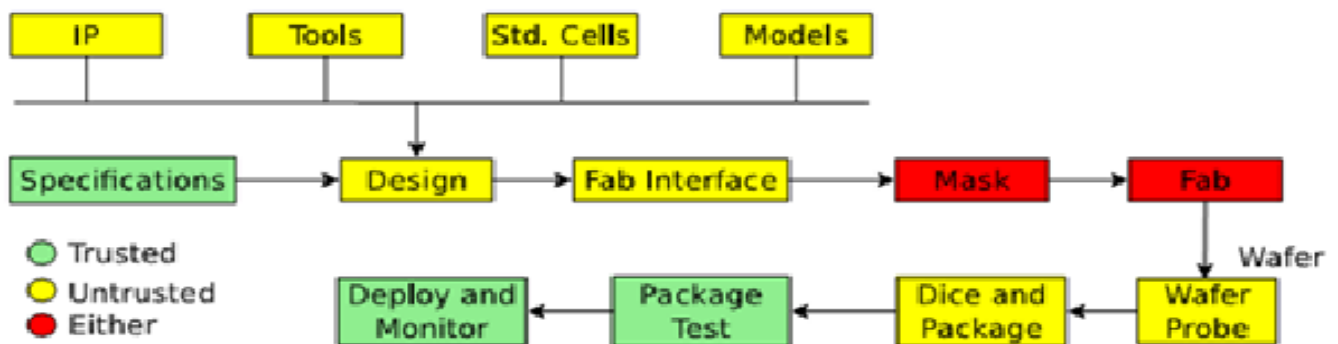 IP
Tools
Std. Cells
Models
Specifications
Design
Fab Interface
Mask
Fab
Trusted
Untrusted
Either
Wafer
Deploy and
Monitor
Package
Test
Dice and
Package
Wafer
Probe